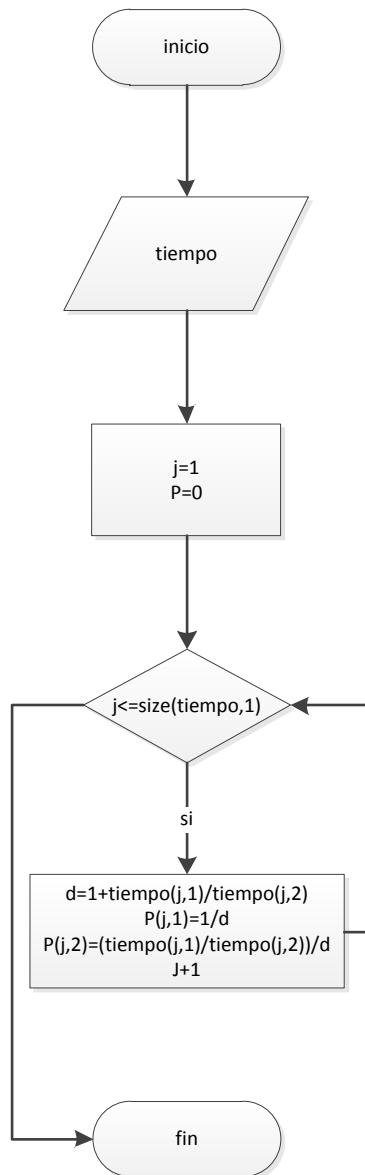 inicio
tiempo
j=1
P=0
j<=size(tiempo,1)
si
d=1+tiempo(j,1)/tiempo(j,2)
P(j,1)=1/d
P(j,2)=(tiempo(j,1)/tiempo(j,2))/d
J+1
fin